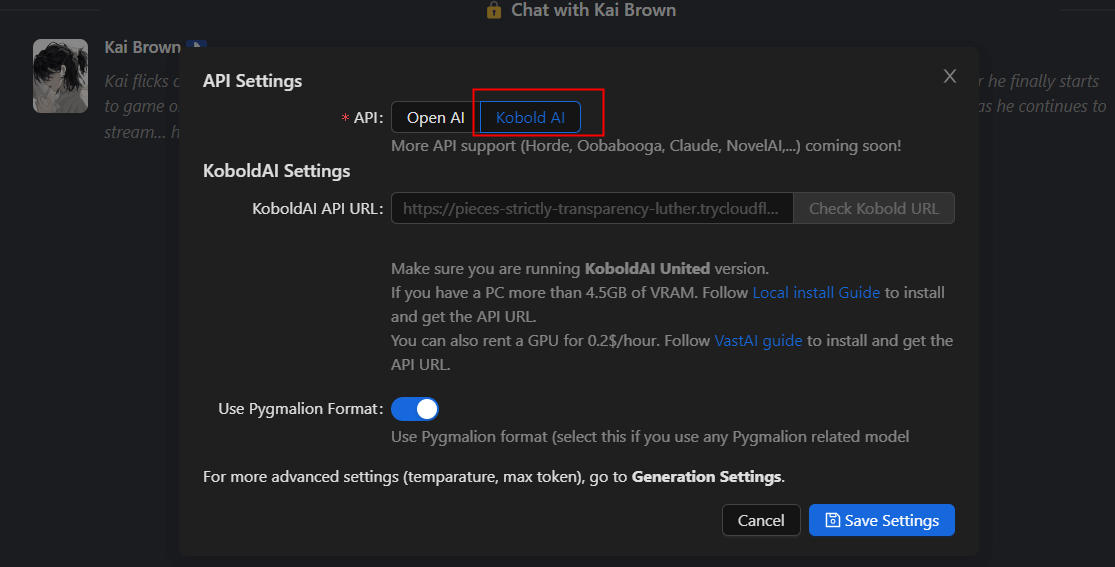 Chat with Kai Brown
Kai Brown
Kai flicks
r he finally starts
to game o
as he continues to
stream... h
API Settings
* API: Open AI Kobold AI
More API support (Horde, Oobabooga, Claude, NovelAI,...) coming soon!
KoboldAI Settings
KoboldAI API URL: https://pieces-strictly-transparency-luther.trycloudfl... Check Kobold URL
Make sure you are running KoboldAI United version.
If you have a PC more than 4.5GB of VRAM. Follow Local install Guide to install
and get the API URL.
You can also rent a GPU for 0.2$/hour. Follow VastAI guide to install and get the
API URL.
Use Pygmalion Format:
Use Pygmalion format (select this if you use any Pygmalion related model
For more advanced settings (temparature, max token), go to Generation Settings.
Cancel Save Settings